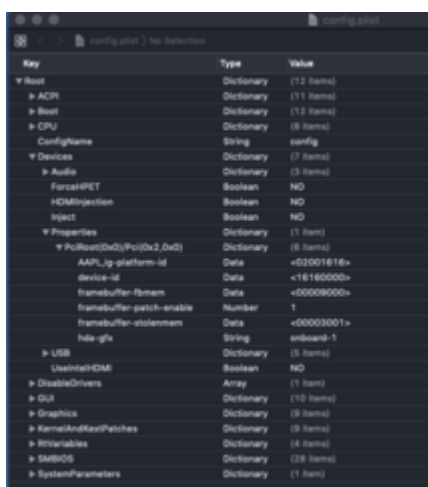 config.plist
config.plist › No Selection
Key Type Value
Root Dictionary (12 items)
ACPI Dictionary (11 items)
Boot Dictionary (12 items)
CPU Dictionary (8 items)
ConfigName String config
Devices Dictionary (7 items)
Audio Dictionary (3 items)
ForceHPET Boolean NO
HDMIInjection Boolean NO
Inject Boolean NO
Properties Dictionary (1 item)
PciRoot(0x0)/Pci(0x2,0x0) Dictionary (6 items)
AAPL,ig-platform-id Data <02001616>
device-id Data <16160000>
framebuffer-fbmem Data <00009000>
framebuffer-patch-enable Number 1
framebuffer-stolenmem Data <00003001>
hda-gfx String onboard-1
USB Dictionary (5 items)
UseIntelHDMI Boolean NO
DisableDrivers Array (1 item)
GUI Dictionary (10 items)
Graphics Dictionary (9 items)
KernelAndKextPatches Dictionary (9 items)
RtVariables Dictionary (4 items)
SMBIOS Dictionary (28 items)
SystemParameters Dictionary (1 item)